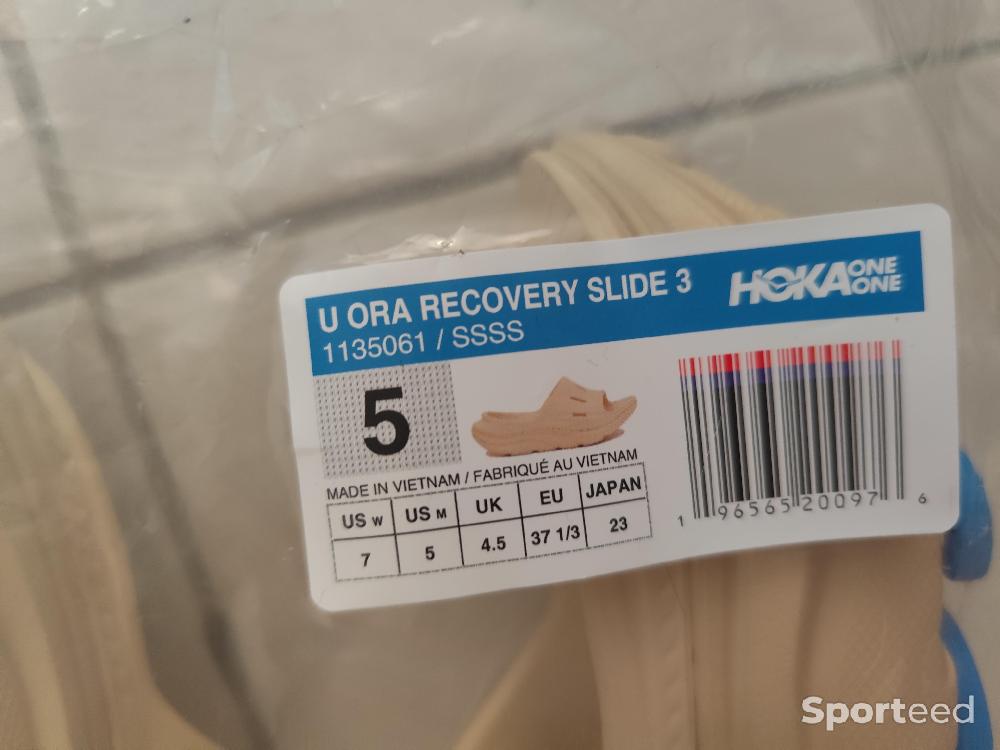 U ORA RECOVERY SLIDE 3
HOKA ONE ONE
1135061 / SSSS
5
MADE IN VIETNAM / FABRIQUÉ AU VIETNAM
US W US M UK EU JAPAN
7 5 4.5 37 1/3 23
1 96565 20097 6
Sporteed